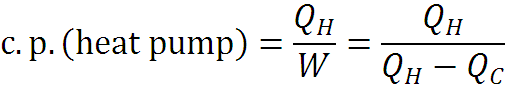 c. p. (heat pump) = Q_H / W = Q_H / (Q_H − Q_C)